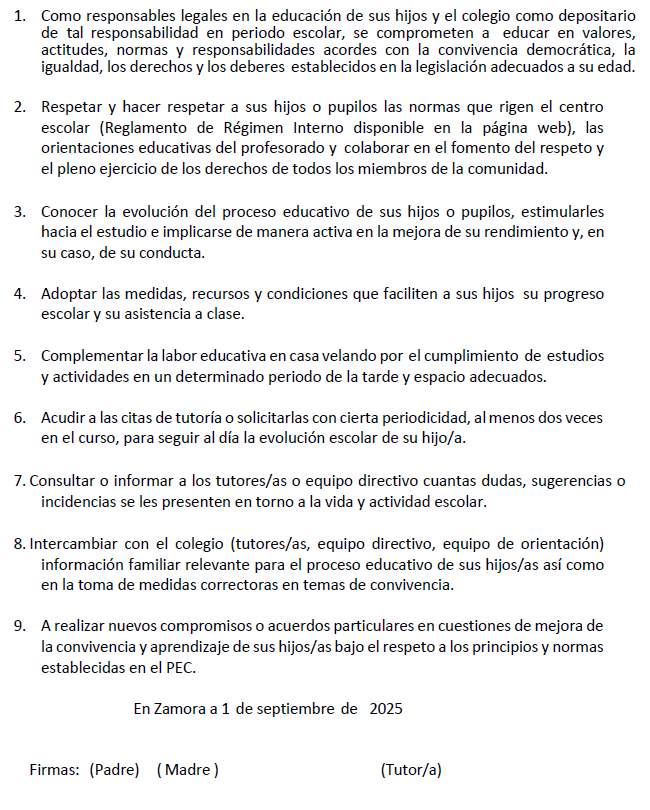 1. Como responsables legales en la educación de sus hijos y el colegio como depositario
de tal responsabilidad en periodo escolar, se comprometen a educar en valores,
actitudes, normas y responsabilidades acordes con la convivencia democrática, la
igualdad, los derechos y los deberes establecidos en la legislación adecuados a su edad.
2. Respetar y hacer respetar a sus hijos o pupilos las normas que rigen el centro
escolar (Reglamento de Régimen Interno disponible en la página web), las
orientaciones educativas del profesorado y colaborar en el fomento del respeto y
el pleno ejercicio de los derechos de todos los miembros de la comunidad.
3. Conocer la evolución del proceso educativo de sus hijos o pupilos, estimularles
hacia el estudio e implicarse de manera activa en la mejora de su rendimiento y, en
su caso, de su conducta.
4. Adoptar las medidas, recursos y condiciones que faciliten a sus hijos su progreso
escolar y su asistencia a clase.
5. Complementar la labor educativa en casa velando por el cumplimiento de estudios
y actividades en un determinado periodo de la tarde y espacio adecuados.
6. Acudir a las citas de tutoría o solicitarlas con cierta periodicidad, al menos dos veces
en el curso, para seguir al día la evolución escolar de su hijo/a.
7. Consultar o informar a los tutores/as o equipo directivo cuantas dudas, sugerencias o
incidencias se les presenten en torno a la vida y actividad escolar.
8. Intercambiar con el colegio (tutores/as, equipo directivo, equipo de orientación)
información familiar relevante para el proceso educativo de sus hijos/as así como
en la toma de medidas correctoras en temas de convivencia.
9. A realizar nuevos compromisos o acuerdos particulares en cuestiones de mejora de
la convivencia y aprendizaje de sus hijos/as bajo el respeto a los principios y normas
establecidas en el PEC.
En Zamora a 1 de septiembre de 2025
Firmas: (Padre) ( Madre ) (Tutor/a)